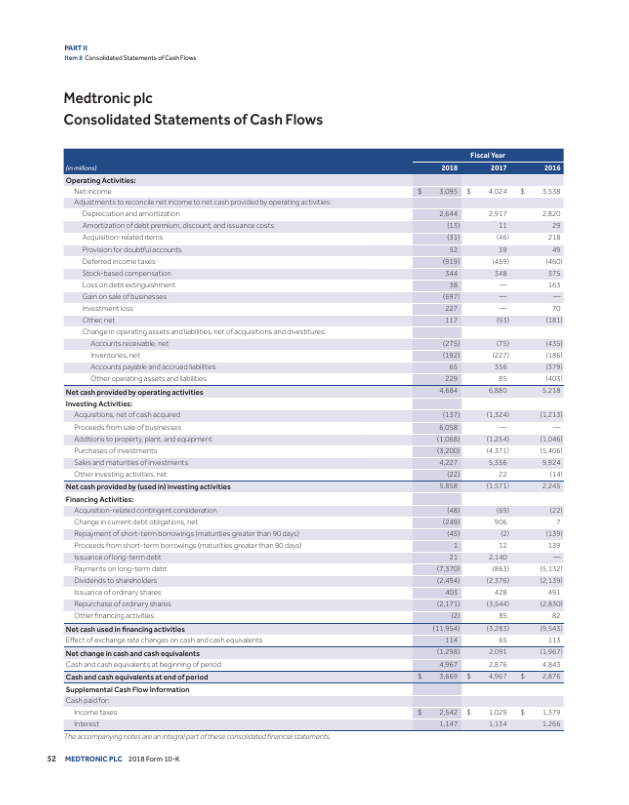 PART II
Item 8 Consolidated Statements of Cash Flows
Medtronic plc
Consolidated Statements of Cash Flows
Fiscal Year
(in millions) 2018 2017 2016
Operating Activities:
Net income $ 3,095 $ 4,024 $ 3,538
Adjustments to reconcile net income to net cash provided by operating activities:
Depreciation and amortization 2,644 2,917 2,820
Amortization of debt premium, discount, and issuance costs (13) 11 29
Acquisition-related items (31) (46) 218
Provision for doubtful accounts 52 39 49
Deferred income taxes (919) (459) (460)
Stock-based compensation 344 348 375
Loss on debt extinguishment 38 — 163
Gain on sale of businesses (697) — —
Investment loss 227 — 70
Other, net 117 (93) (181)
Change in operating assets and liabilities, net of acquisitions and divestitures:
Accounts receivable, net (275) (75) (435)
Inventories, net (192) (227) (186)
Accounts payable and accrued liabilities 65 356 (379)
Other operating assets and liabilities 229 85 (403)
Net cash provided by operating activities 4,684 6,880 5,218
Investing Activities:
Acquisitions, net of cash acquired (137) (1,324) (1,213)
Proceeds from sale of businesses 6,058 — —
Additions to property, plant, and equipment (1,068) (1,254) (1,046)
Purchases of investments (3,200) (4,371) (5,406)
Sales and maturities of investments 4,227 5,356 9,924
Other investing activities, net (22) 22 (14)
Net cash provided by (used in) investing activities 5,858 (1,571) 2,245
Financing Activities:
Acquisition-related contingent consideration (48) (69) (22)
Change in current debt obligations, net (249) 906 7
Repayment of short-term borrowings (maturities greater than 90 days) (45) (2) (139)
Proceeds from short-term borrowings (maturities greater than 90 days) 1 12 139
Issuance of long-term debt 21 2,140 —
Payments on long-term debt (7,370) (863) (5,132)
Dividends to shareholders (2,494) (2,376) (2,139)
Issuance of ordinary shares 403 428 491
Repurchase of ordinary shares (2,171) (3,544) (2,830)
Other financing activities (2) 85 82
Net cash used in financing activities (11,954) (3,283) (9,543)
Effect of exchange rate changes on cash and cash equivalents 114 65 113
Net change in cash and cash equivalents (1,298) 2,091 (1,967)
Cash and cash equivalents at beginning of period 4,967 2,876 4,843
Cash and cash equivalents at end of period $ 3,669 $ 4,967 $ 2,876
Supplemental Cash Flow Information
Cash paid for:
Income taxes $ 2,542 $ 1,029 $ 1,379
Interest 1,147 1,134 1,266
The accompanying notes are an integral part of these consolidated financial statements.
52 MEDTRONIC PLC 2018 Form 10-K